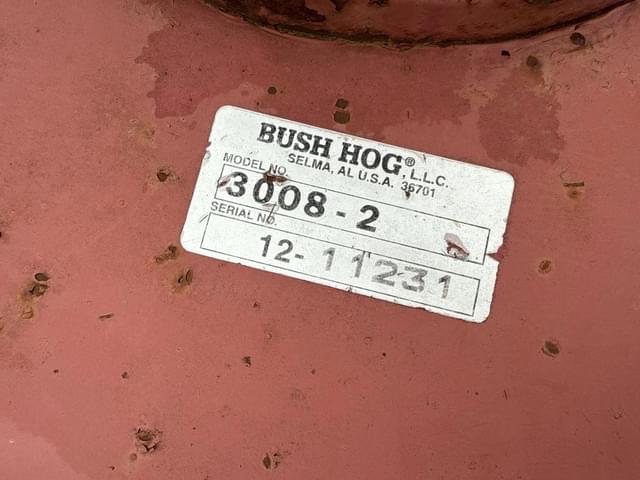 BUSH HOG®, L.L.C.
SELMA, AL U.S.A. 36701
MODEL NO.
3008-2
SERIAL NO.
12-11231